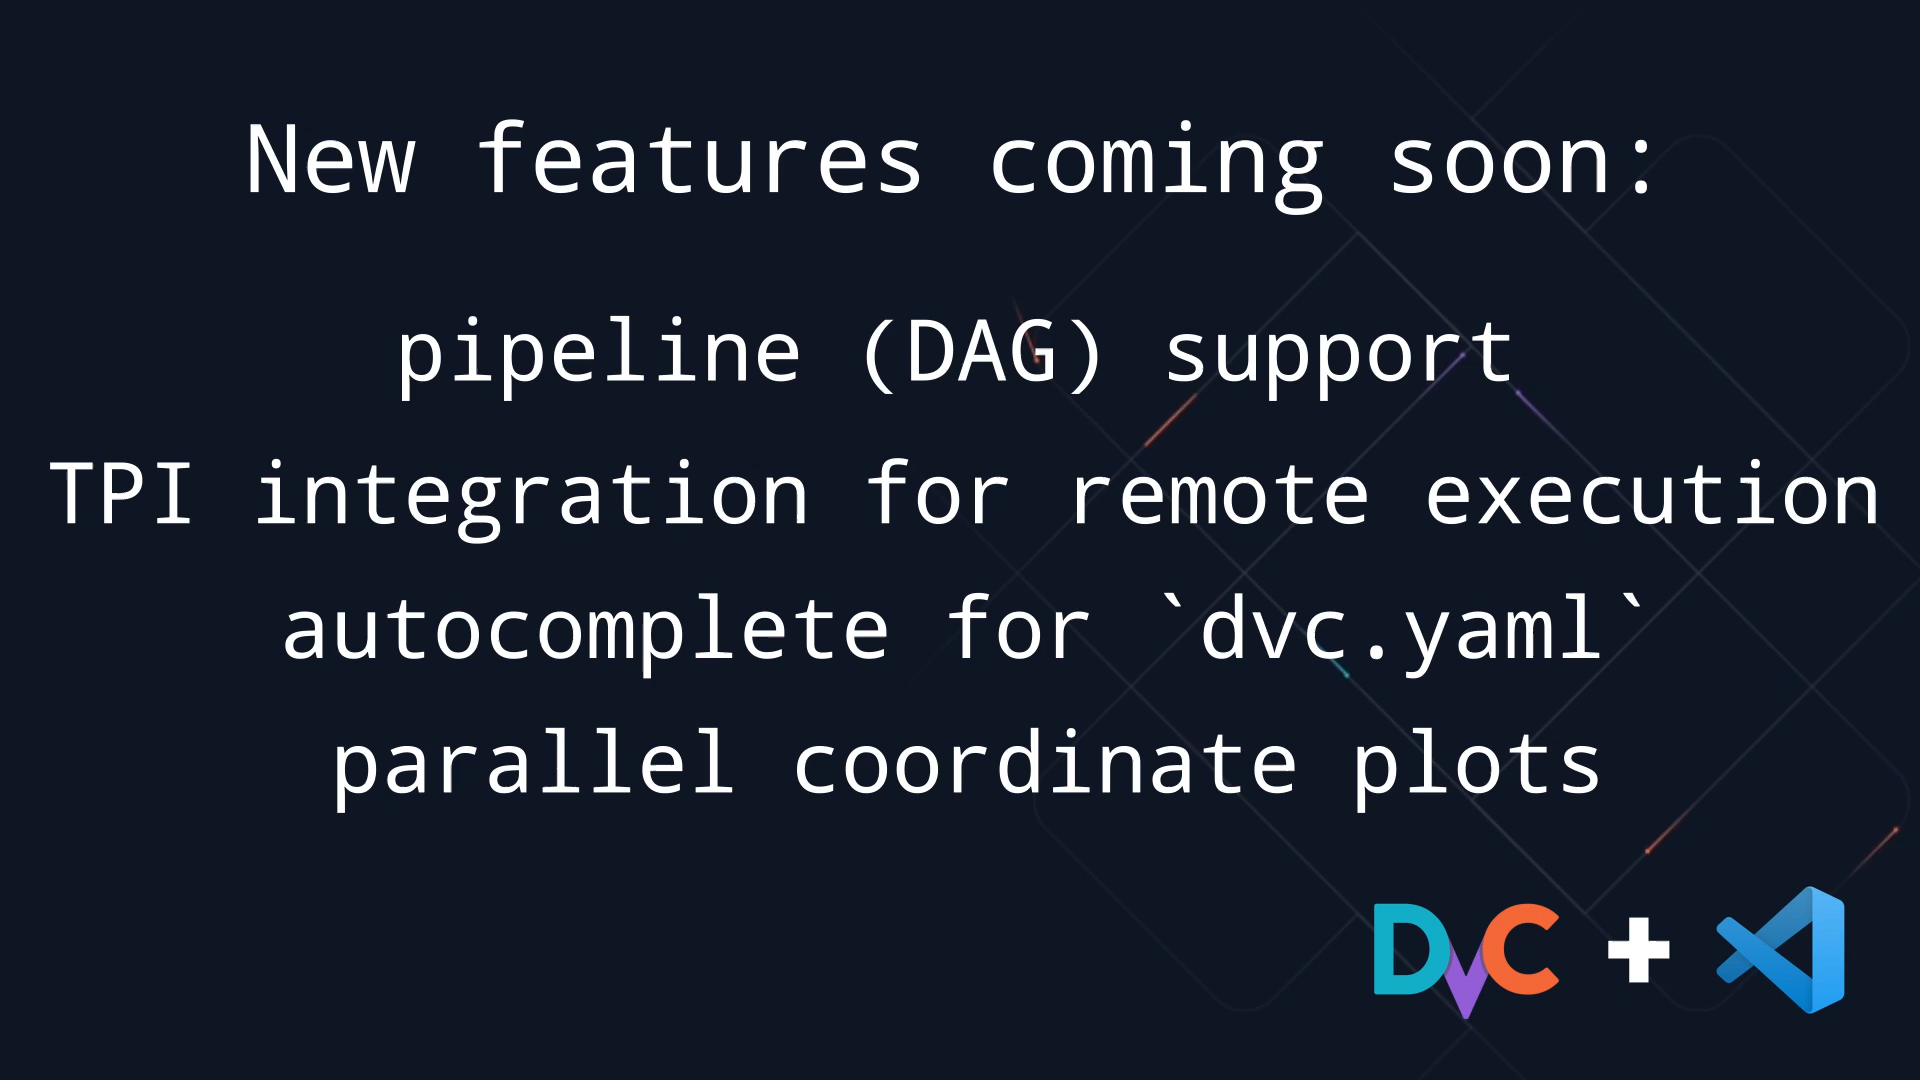 New features coming soon:
pipeline (DAG) support
TPI integration for remote execution
autocomplete for `dvc.yaml`
parallel coordinate plots
DVC +